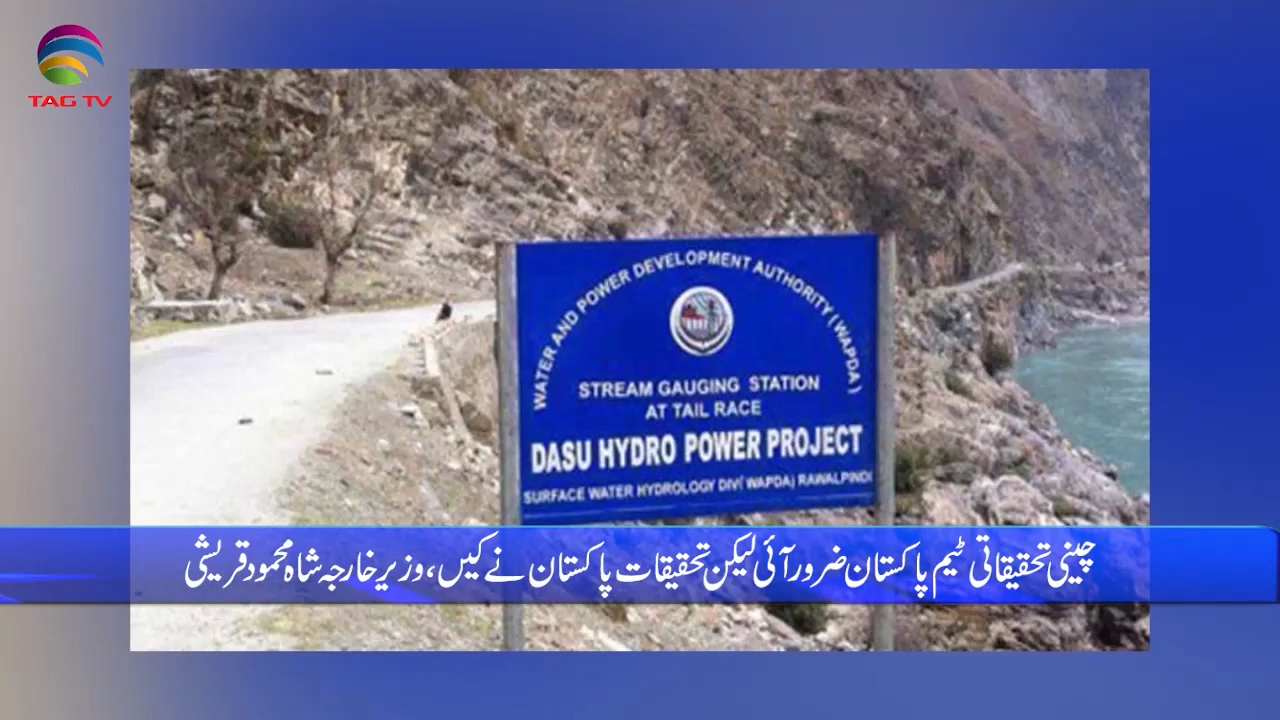 TAG TV
WATER AND POWER DEVELOPMENT AUTHORITY (WAPDA)
STREAM GAUGING STATION
AT TAIL RACE
DASU HYDRO POWER PROJECT
SURFACE WATER HYDROLOGY DIV(WAPDA) RAWALPINDI
چینی تحقیقاتی ٹیم پاکستان ضرور آئی لیکن تحقیقات پاکستان نے کیں، وزیر خارجہ شاہ محمود قریشی